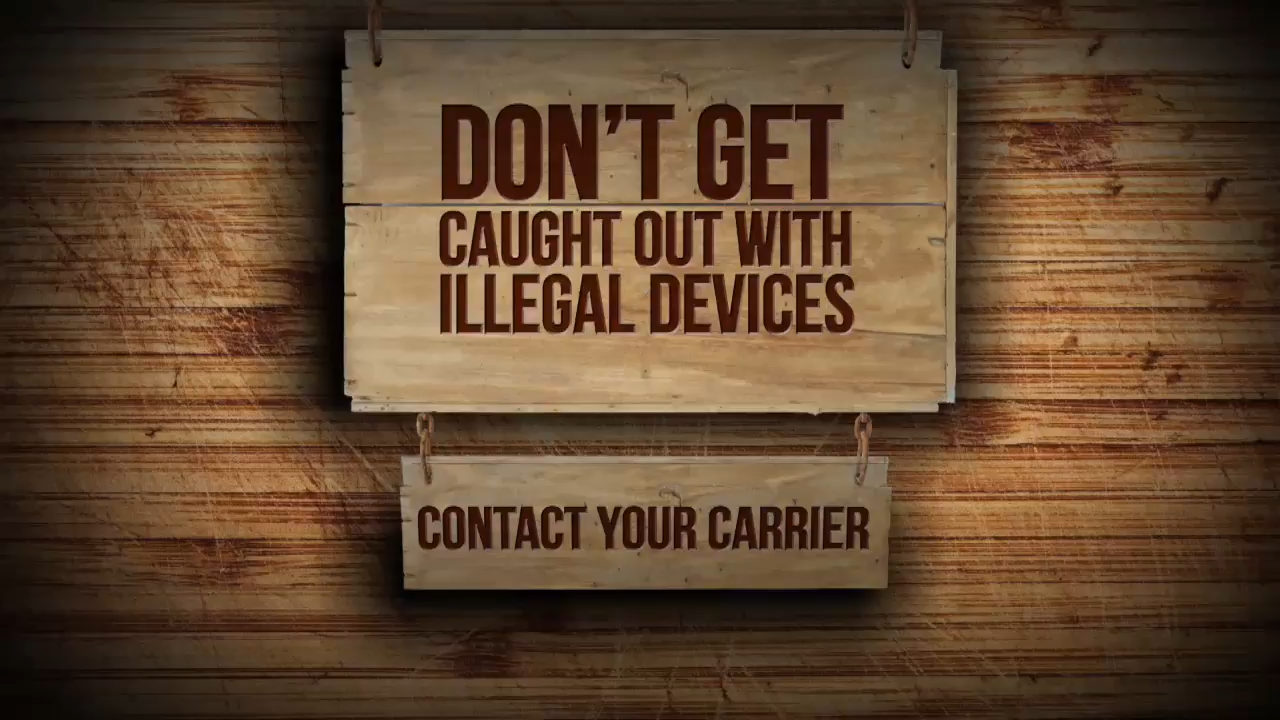 DON'T GET
CAUGHT OUT WITH
ILLEGAL DEVICES
CONTACT YOUR CARRIER